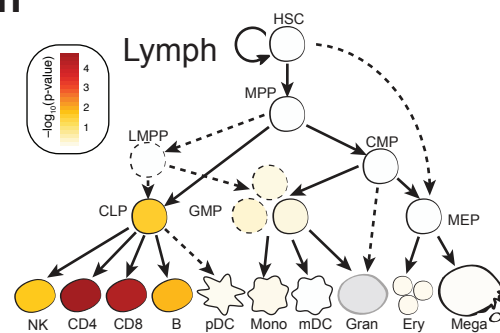 Lymph
HSC
MPP
LMPP
CMP
CLP
GMP
MEP
NK CD4 CD8 B pDC Mono mDC Gran Ery Mega
–log10(p-value)
4
3
2
1